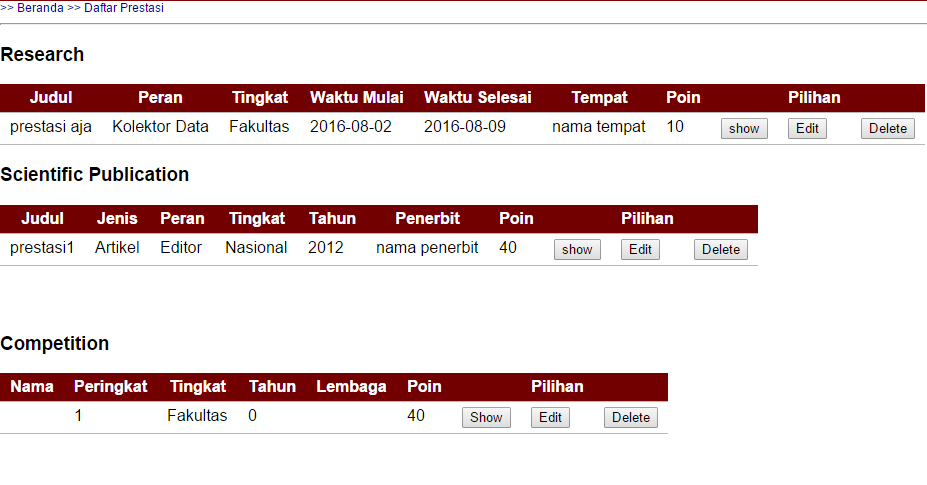 >> Beranda >> Daftar Prestasi
Research
Judul Peran Tingkat Waktu Mulai Waktu Selesai Tempat Poin Pilihan
prestasi aja Kolektor Data Fakultas 2016-08-02 2016-08-09 nama tempat 10 show Edit Delete
Scientific Publication
Judul Jenis Peran Tingkat Tahun Penerbit Poin Pilihan
prestasi1 Artikel Editor Nasional 2012 nama penerbit 40 show Edit Delete
Competition
Nama Peringkat Tingkat Tahun Lembaga Poin Pilihan
1 Fakultas 0 40 Show Edit Delete